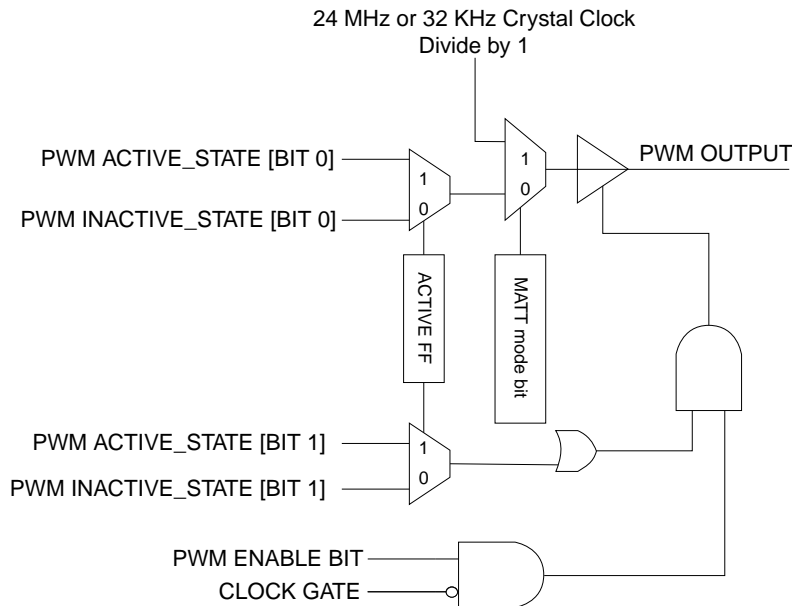 24 MHz or 32 KHz Crystal Clock
Divide by 1
PWM ACTIVE_STATE [BIT 0]
1
0
1
0
PWM OUTPUT
PWM INACTIVE_STATE [BIT 0]
ACTIVE FF
MATT mode bit
PWM ACTIVE_STATE [BIT 1]
1
0
PWM INACTIVE_STATE [BIT 1]
PWM ENABLE BIT
CLOCK GATE